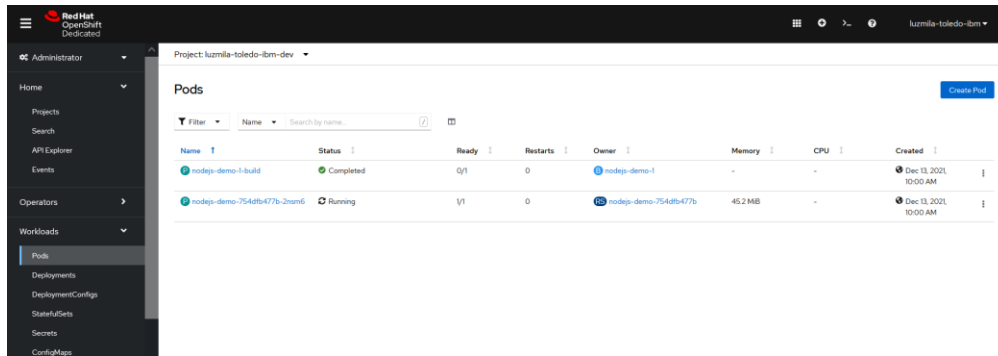 Red Hat
OpenShift
Dedicated
>_
luzmila-toledo-ibm
Administrator
Project: luzmila-toledo-ibm-dev
Home
Projects
Search
API Explorer
Events
Operators
Workloads
Pods
Deployments
DeploymentConfigs
StatefulSets
Secrets
ConfigMaps
Pods
Create Pod
Filter Name Search by name... /
Name Status Ready Restarts Owner Memory CPU Created
P nodejs-demo-1-build Completed 0/1 0 B nodejs-demo-1 - - Dec 13, 2021, 10:00 AM
P nodejs-demo-754dfb477b-2nsm6 Running 1/1 0 RS nodejs-demo-754dfb477b 45.2 MiB - Dec 13, 2021, 10:00 AM